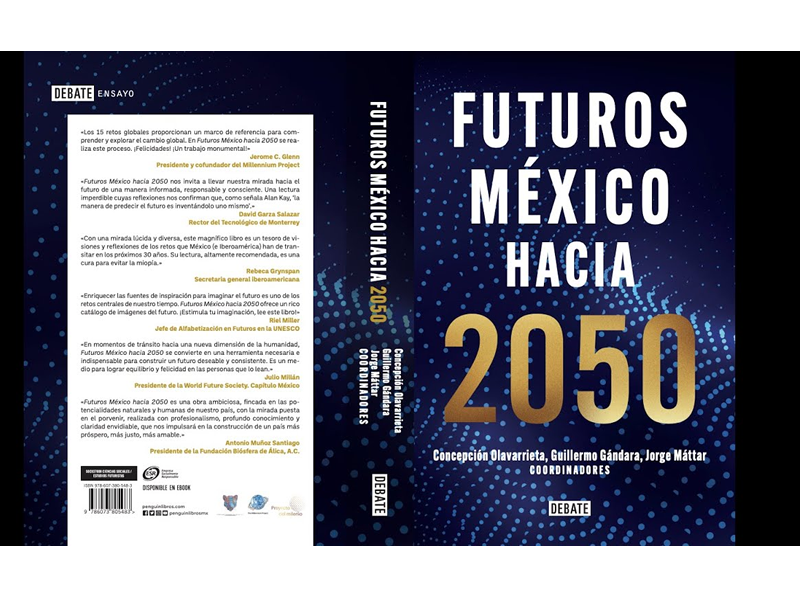 DEBATE ENSAYO
«Los 15 retos globales proporcionan un marco de referencia para com-
prender y explorar el cambio global. En Futuros México hacia 2050 se rea-
liza este proceso. ¡Felicidades! ¡Un trabajo monumental!»
Jerome C. Glenn
Presidente y cofundador del Millennium Project
«Futuros México hacia 2050 nos invita a llevar nuestra mirada hacia el
futuro de una manera informada, responsable y consciente. Una lectura
imperdible cuyas reflexiones nos confirman que, como señala Alan Kay, 'la
manera de predecir el futuro es inventándolo uno mismo'.»
David Garza Salazar
Rector del Tecnológico de Monterrey
«Con una mirada lúcida y diversa, este magnífico libro es un tesoro de vi-
siones y reflexiones de los retos que México (e Iberoamérica) han de tran-
sitar en los próximos 30 años. Su lectura, altamente recomendable, es una
cura para evitar la miopía.»
Rebeca Grynspan
Secretaria general iberoamericana
«Enriquecer las fuentes de inspiración para imaginar el futuro es uno de los
retos centrales de nuestro tiempo. Futuros México hacia 2050 ofrece un rico
catálogo de imágenes del futuro. ¡Estimula tu imaginación, lee este libro!»
Riel Miller
Jefe de Alfabetización en Futuros en la UNESCO
«En momentos de tránsito hacia una nueva dimensión de la humanidad,
Futuros México hacia 2050 se convierte en una herramienta necesaria e
indispensable para construir un futuro deseable y consistente. Es un me-
dio para lograr equilibrio y felicidad en las personas que lo lean.»
Julio Millán
Presidente de la World Future Society. Capítulo México
«Futuros México hacia 2050 es una obra ambiciosa, fincada en las po-
tencialidades naturales y humanas de nuestro país, con la mirada puesta
en el porvenir, realizada con profesionalismo, profundo conocimiento y
claridad envidiable, que nos impulsará en la construcción de un país más
próspero, más justo, más amable.»
Antonio Muñoz Santiago
Presidente de la Fundación Biósfera de Ática, A.C.
ESR
DISPONIBLE EN EBOOK
penguinlibros.com
penguinlibrosmx
9 786073 805483
FUTUROS MÉXICO HACIA 2050
Concepción Olavarrieta
Guillermo Gándara
Jorge Máttar
COORDINADORES
DEBATE
FUTUROS
MÉXICO
HACIA
2050
Concepción Olavarrieta, Guillermo Gándara, Jorge Máttar
COORDINADORES
DEBATE